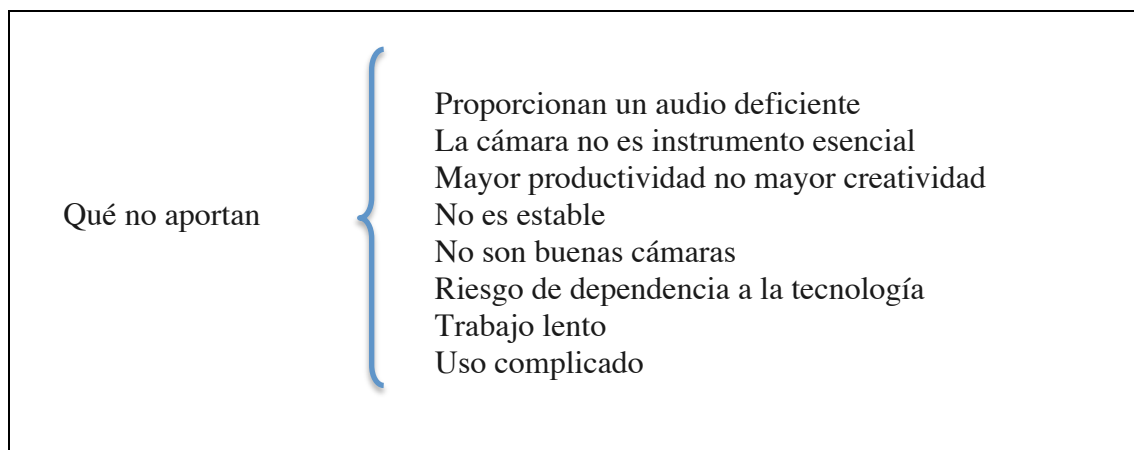 Qué no aportan
Proporcionan un audio deficiente
La cámara no es instrumento esencial
Mayor productividad no mayor creatividad
No es estable
No son buenas cámaras
Riesgo de dependencia a la tecnología
Trabajo lento
Uso complicado